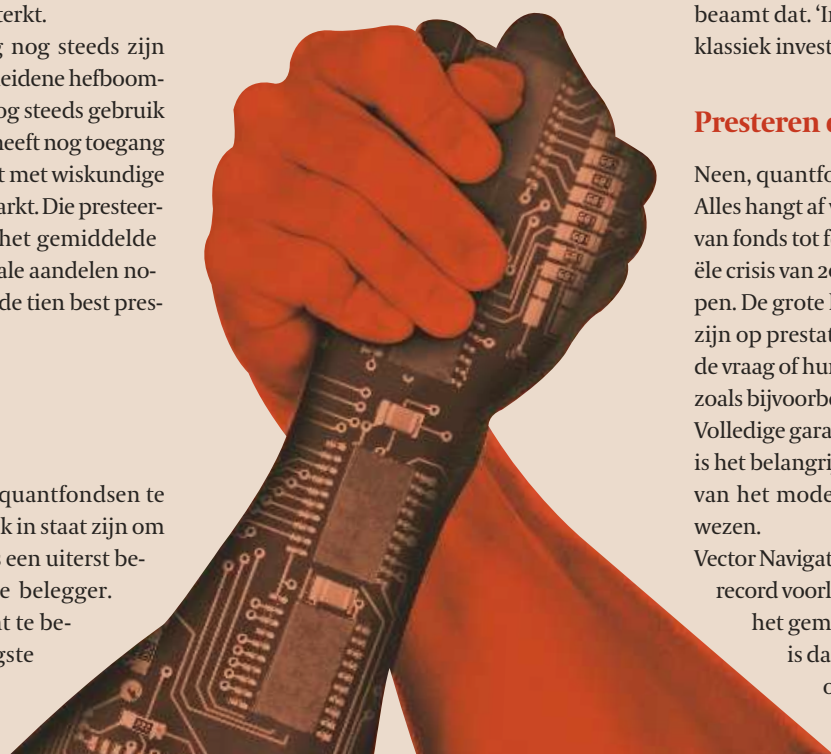 terkt.
g nog steeds zijn
eidene hefboom-
og steeds gebruik
heeft nog toegang
t met wiskundige
arkt. Die presteer-
het gemiddelde
ale aandelen no-
de tien best pres-
quantfondsen te
k in staat zijn om
s een uiterst be-
e belegger.
t te be-
gste
beaamt dat. ‘In
klassiek invest
Presteren
Neen, quantfo
Alles hangt af v
van fonds tot f
ële crisis van 20
pen. De grote
zijn op prestat
de vraag of hun
zoals bijvoorbe
Volledige gara
is het belangri
van het mode
wezen.
Vector Navigat
record voorl
het gem
is da
o